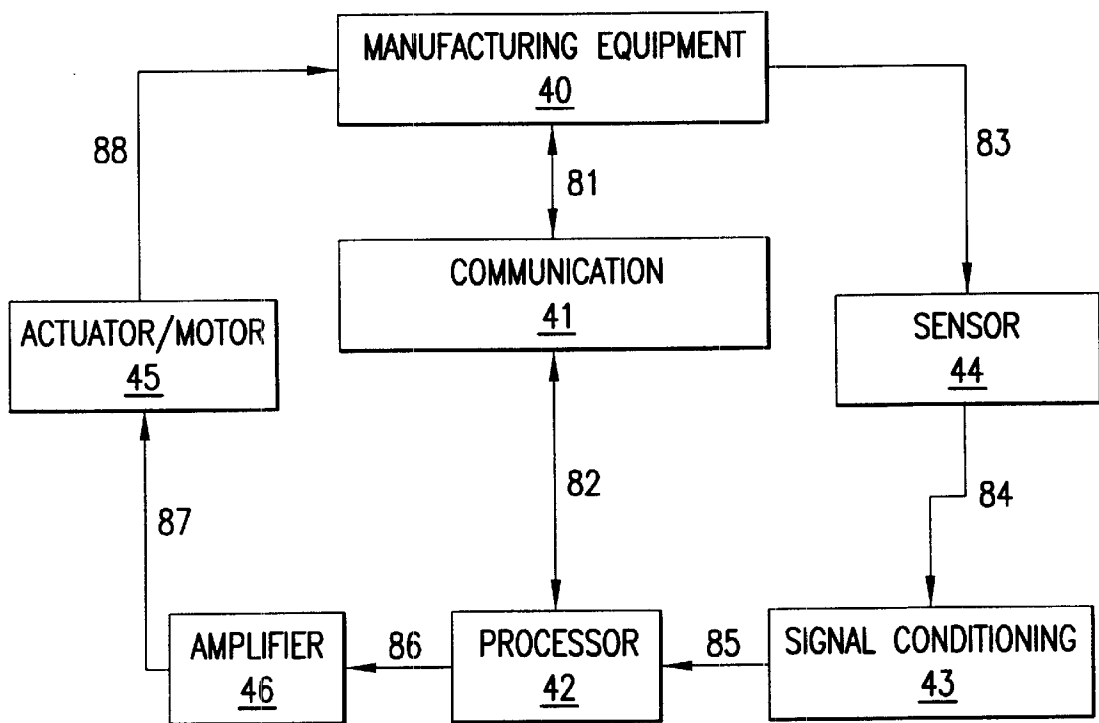 MANUFACTURING EQUIPMENT
40
88
83
81
COMMUNICATION
41
ACTUATOR/MOTOR
45
SENSOR
44
82
84
87
AMPLIFIER
46
86
PROCESSOR
42
85
SIGNAL CONDITIONING
43